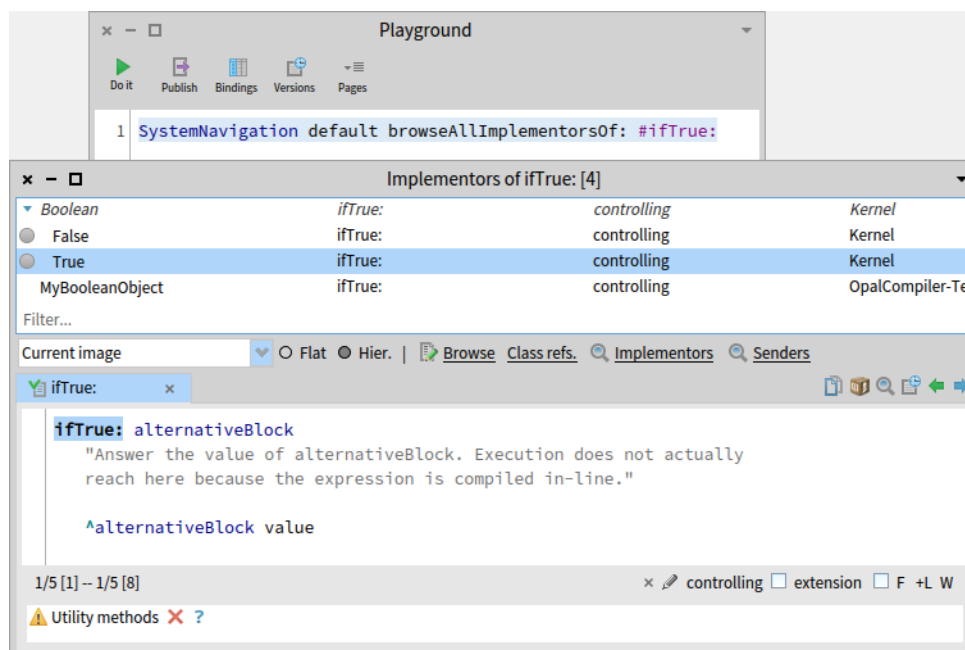 Playground
Do it Publish Bindings Versions Pages
1 SystemNavigation default browseAllImplementorsOf: #ifTrue:
Implementors of ifTrue: [4]
Boolean ifTrue: controlling Kernel
False ifTrue: controlling Kernel
True ifTrue: controlling Kernel
MyBooleanObject ifTrue: controlling OpalCompiler-Te
Filter...
Current image Flat Hier. | Browse Class refs. Implementors Senders
ifTrue: ×
ifTrue: alternativeBlock
"Answer the value of alternativeBlock. Execution does not actually
reach here because the expression is compiled in-line."
^alternativeBlock value
1/5 [1] -- 1/5 [8] × controlling extension F +L W
Utility methods ?